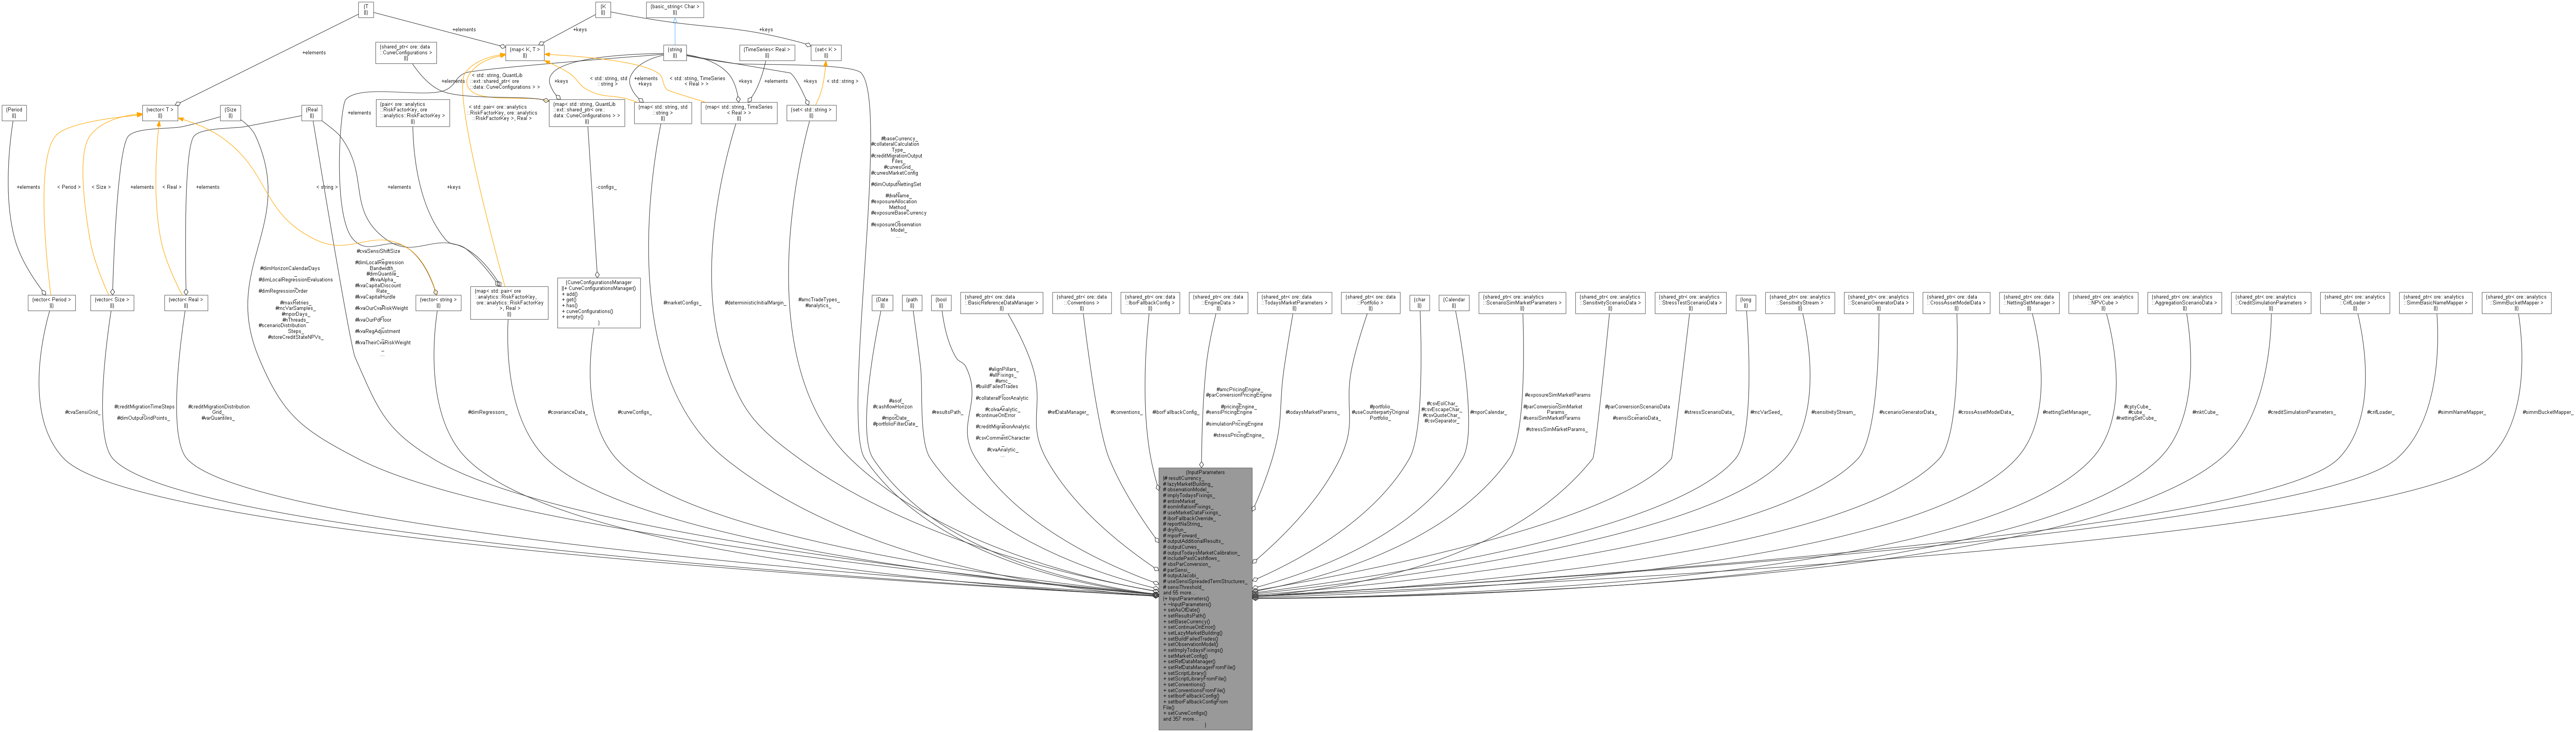 {T
||}
{K
||}
{basic_string< Char >
||}
+elements
+keys
{shared_ptr< ore::data
::CurveConfigurations >
||}
{map< K, T >
||}
{string
||}
{TimeSeries< Real >
||}
{set< K >
||}
+elements
+elements
< std::string, QuantLib
::ext::shared_ptr< ore
::data::CurveConfigurations > >
+keys
< std::string, std
::string >
+elements
+keys
< std::string, TimeSeries
< Real > >
+keys
+elements
+keys
< std::string >
{Period
||}
{vector< T >
||}
{Size
||}
{Real
||}
+elements
{pair< ore::analytics
::RiskFactorKey, ore
::analytics::RiskFactorKey >
||}
< std::pair< ore::analytics
::RiskFactorKey, ore::analytics
::RiskFactorKey >, Real >
{map< std::string, QuantLib
::ext::shared_ptr< ore::
data::CurveConfigurations > >
||}
{map< std::string, std
::string >
||}
{map< std::string, TimeSeries
< Real > >
||}
{set< std::string >
||}
#baseCurrency_
#collateralCalculation
Type_
#creditMigrationOutput
Files_
#curvesGrid_
#curvesMarketConfig
_
#dimOutputNettingSet
_
#dvaName_
#exposureAllocation
Method_
#exposureBaseCurrency
_
#exposureObservation
Model_
...
+elements
< Period >
< Size >
+elements
< Real >
+elements
< string >
+elements
+keys
-configs_
#dimHorizonCalendarDays
_
#dimLocalRegressionEvaluations
_
#dimRegressionOrder
_
#maxRetries_
#mcVarSamples_
#mporDays_
#nThreads_
#scenarioDistribution
Steps_
#storeCreditStateNPVs_
#cvaSensiShiftSize
_
#dimLocalRegression
Bandwidth_
#dimQuantile_
#kvaAlpha_
#kvaCapitalDiscount
Rate_
#kvaCapitalHurdle
_
#kvaOurCvaRiskWeight
_
#kvaOurPdFloor
_
#kvaRegAdjustment
_
#kvaTheirCvaRiskWeight
_
...
{vector< Period >
||}
{vector< Size >
||}
{vector< Real >
||}
{vector< string >
||}
{map< std::pair< ore
::analytics::RiskFactorKey,
ore::analytics::RiskFactorKey
>, Real >
||}
{CurveConfigurationsManager
||+ CurveConfigurationsManager()
+ add()
+ get()
+ has()
+ curveConfigurations()
+ empty()
}
#marketConfigs_
#deterministicInitialMargin_
#amcTradeTypes_
#analytics_
{Date
||}
{path
||}
{bool
||}
{shared_ptr< ore::data
::BasicReferenceDataManager >
||}
{shared_ptr< ore::data
::Conventions >
||}
{shared_ptr< ore::data
::IborFallbackConfig >
||}
{shared_ptr< ore::data
::EngineData >
||}
{shared_ptr< ore::data
::TodaysMarketParameters >
||}
{shared_ptr< ore::data
::Portfolio >
||}
{char
||}
{Calendar
||}
{shared_ptr< ore::analytics
::ScenarioSimMarketParameters >
||}
{shared_ptr< ore::analytics
::SensitivityScenarioData >
||}
{shared_ptr< ore::analytics
::StressTestScenarioData >
||}
{long
||}
{shared_ptr< ore::analytics
::SensitivityStream >
||}
{shared_ptr< ore::analytics
::ScenarioGeneratorData >
||}
{shared_ptr< ore::data
::CrossAssetModelData >
||}
{shared_ptr< ore::data
::NettingSetManager >
||}
{shared_ptr< ore::analytics
::NPVCube >
||}
{shared_ptr< ore::analytics
::AggregationScenarioData >
||}
{shared_ptr< ore::analytics
::CreditSimulationParameters >
||}
{shared_ptr< ore::analytics
::CrifLoader >
||}
{shared_ptr< ore::analytics
::SimmBasicNameMapper >
||}
{shared_ptr< ore::analytics
::SimmBucketMapper >
||}
#cvaSensiGrid_
#creditMigrationTimeSteps
_
#dimOutputGridPoints_
#creditMigrationDistribution
Grid_
#varQuantiles_
#dimRegressors_
#covarianceData_
#curveConfigs_
#asof_
#cashflowHorizon
_
#mporDate_
#portfolioFilterDate_
#resultsPath_
#alignPillars_
#allFixings_
#amc_
#buildFailedTrades
_
#collateralFloorAnalytic
_
#colvaAnalytic_
#continueOnError
_
#creditMigrationAnalytic
_
#csvCommentCharacter
_
#cvaAnalytic_
...
#refDataManager_
#conventions_
#iborFallbackConfig_
#amcPricingEngine_
#parConversionPricingEngine
_
#pricingEngine_
#sensiPricingEngine
_
#simulationPricingEngine
_
#stressPricingEngine_
#todaysMarketParams_
#portfolio_
#useCounterpartyOriginal
Portfolio_
#csvEolChar_
#csvEscapeChar_
#csvQuoteChar_
#csvSeparator_
#mporCalendar_
#exposureSimMarketParams
_
#parConversionSimMarket
Params_
#sensiSimMarketParams
_
#stressSimMarketParams_
#parConversionScenarioData
_
#sensiScenarioData_
#stressScenarioData_
#mcVarSeed_
#sensitivityStream_
#scenarioGeneratorData_
#crossAssetModelData_
#nettingSetManager_
#cptyCube_
#cube_
#nettingSetCube_
#mktCube_
#creditSimulationParameters_
#crifLoader_
#simmNameMapper_
#simmBucketMapper_
{InputParameters
|# resultCurrency_
# lazyMarketBuilding_
# observationModel_
# implyTodaysFixings_
# entireMarket_
# eomInflationFixings_
# useMarketDataFixings_
# iborFallbackOverride_
# reportNaString_
# dryRun_
# mporForward_
# outputAdditionalResults_
# outputCurves_
# outputTodaysMarketCalibration_
# includePastCashflows_
# xbsParConversion_
# parSensi_
# outputJacobi_
# useSensiSpreadedTermStructures_
# sensiThreshold_
and 55 more...
|+ InputParameters()
+ ~InputParameters()
+ setAsOfDate()
+ setResultsPath()
+ setBaseCurrency()
+ setContinueOnError()
+ setLazyMarketBuilding()
+ setBuildFailedTrades()
+ setObservationModel()
+ setImplyTodaysFixings()
+ setMarketConfig()
+ setRefDataManager()
+ setRefDataManagerFromFile()
+ setScriptLibrary()
+ setScriptLibraryFromFile()
+ setConventions()
+ setConventionsFromFile()
+ setIborFallbackConfig()
+ setIborFallbackConfigFrom
File()
+ setCurveConfigs()
and 357 more...
}